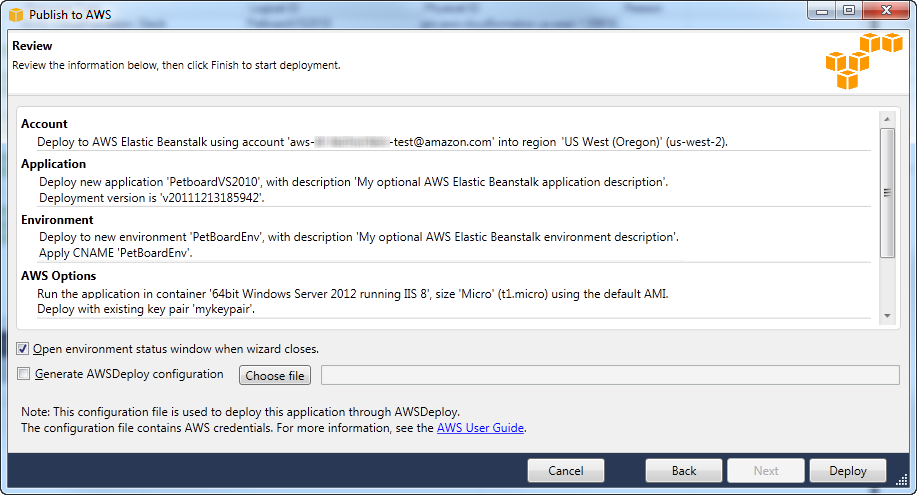 Publish to AWS
Review
Review the information below, then click Finish to start deployment.
Account
Deploy to AWS Elastic Beanstalk using account 'aws- -test@amazon.com' into region 'US West (Oregon)' (us-west-2).
Application
Deploy new application 'PetboardVS2010', with description 'My optional AWS Elastic Beanstalk application description'.
Deployment version is 'v20111213185942'.
Environment
Deploy to new environment 'PetBoardEnv', with description 'My optional AWS Elastic Beanstalk environment description'.
Apply CNAME 'PetBoardEnv'.
AWS Options
Run the application in container '64bit Windows Server 2012 running IIS 8', size 'Micro' (t1.micro) using the default AMI.
Deploy with existing key pair 'mykeypair'.
Open environment status window when wizard closes.
Generate AWSDeploy configuration Choose file
Note: This configuration file is used to deploy this application through AWSDeploy.
The configuration file contains AWS credentials. For more information, see the AWS User Guide.
Cancel Back Next Deploy